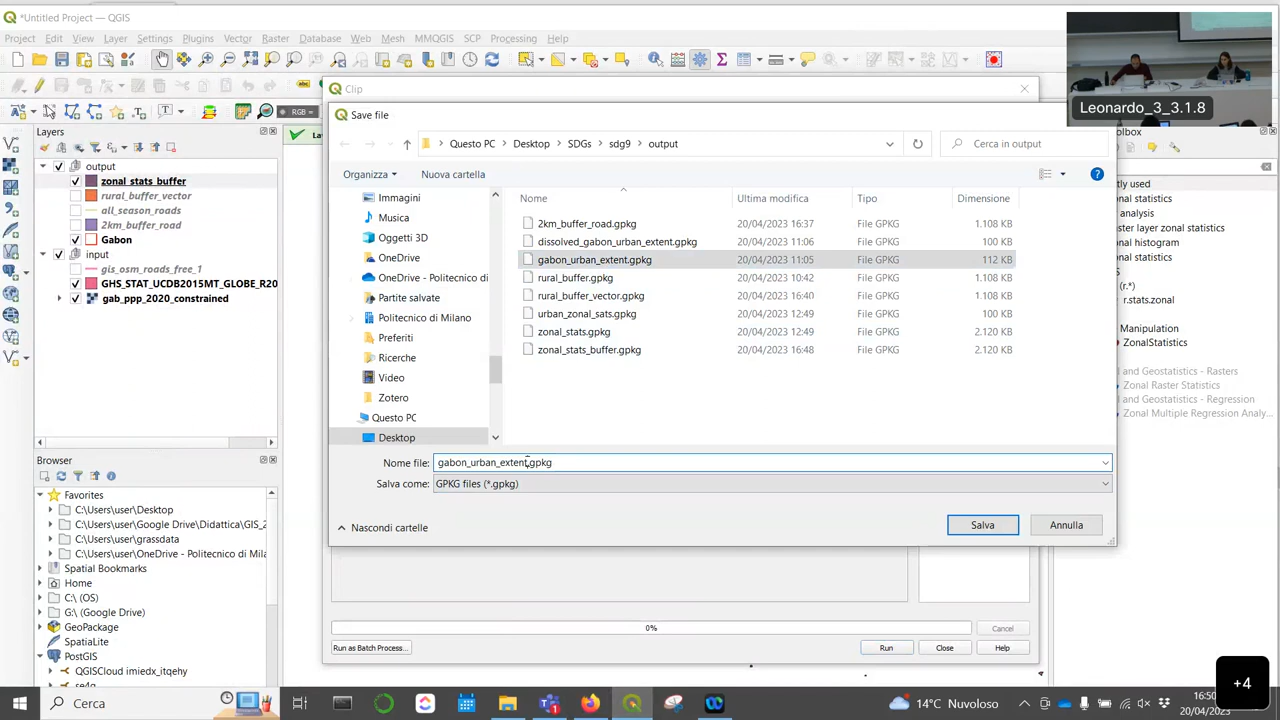 *Untitled Project — QGIS
Project Edit View Layer Settings Plugins Vector Raster Database Web Mesh MMQGIS SCP Processing Help
Clip
Leonardo_3_3.1.8
Save file
Layers
output
zonal_stats_buffer
rural_buffer_vector
all_season_roads
2km_buffer_road
Gabon
input
gis_osm_roads_free_1
GHS_STAT_UCDB2015MT_GLOBE_R20
gab_ppp_2020_constrained
Questo PC > Desktop > SDGs > sdg9 > output
Cerca in output
Organizza
Nuova cartella
Immagini
Musica
Oggetti 3D
OneDrive
OneDrive - Politecnico di
Partite salvate
Politecnico di Milano
Preferiti
Ricerche
Video
Zotero
Questo PC
Desktop
Nome Ultima modifica Tipo Dimensione
2km_buffer_road.gpkg 20/04/2023 16:37 File GPKG 1.108 KB
dissolved_gabon_urban_extent.gpkg 20/04/2023 11:06 File GPKG 100 KB
gabon_urban_extent.gpkg 20/04/2023 11:05 File GPKG 112 KB
rural_buffer.gpkg 20/04/2023 10:42 File GPKG 1.108 KB
rural_buffer_vector.gpkg 20/04/2023 16:40 File GPKG 1.108 KB
urban_zonal_sats.gpkg 20/04/2023 12:49 File GPKG 100 KB
zonal_stats.gpkg 20/04/2023 12:49 File GPKG 2.120 KB
zonal_stats_buffer.gpkg 20/04/2023 16:48 File GPKG 2.120 KB
Nome file: gabon_urban_extent.gpkg
Salva come: GPKG files (*.gpkg)
Nascondi cartelle
Salva
Annulla
olbox
tly used
onal statistics
analysis
ster layer zonal statistics
onal histogram
onal statistics
S
(r.*)
r.stats.zonal
Manipulation
ZonalStatistics
l and Geostatistics - Rasters
Zonal Raster Statistics
l and Geostatistics - Regression
Zonal Multiple Regression Analy...
Browser
Favorites
C:\Users\user\Desktop
C:\Users\user\Google Drive\Didattica\GIS_2
C:\Users\user\grassdata
C:\Users\user\OneDrive - Politecnico di Mila
Spatial Bookmarks
Home
C:\ (OS)
G:\ (Google Drive)
GeoPackage
SpatiaLite
PostGIS
QGISCloud imiedx_itqehy
se4g
0%
Cancel
Run as Batch Process...
Run
Close
Help
+4
Cerca
14°C Nuvoloso
16:50
20/04/2023